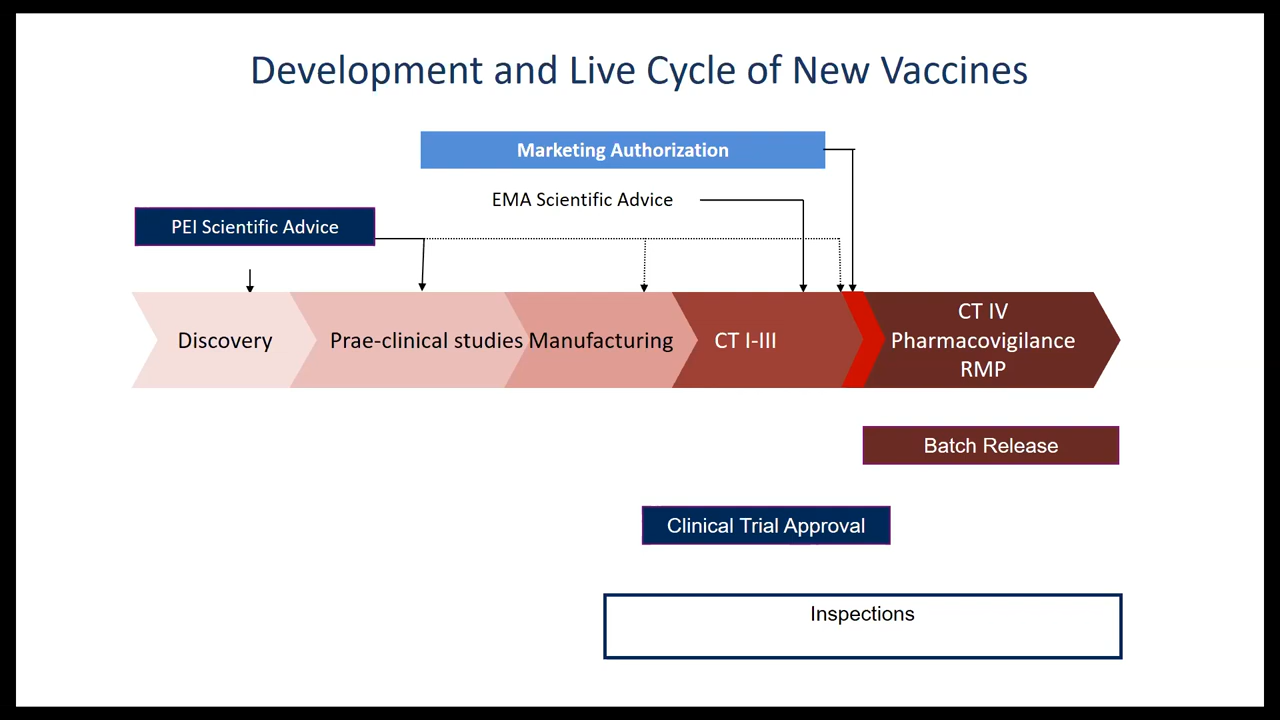 Development and Live Cycle of New Vaccines
Marketing Authorization
EMA Scientific Advice
PEI Scientific Advice
Discovery
Prae-clinical studies
Manufacturing
CT I-III
CT IV
Pharmacovigilance
RMP
Batch Release
Clinical Trial Approval
Inspections